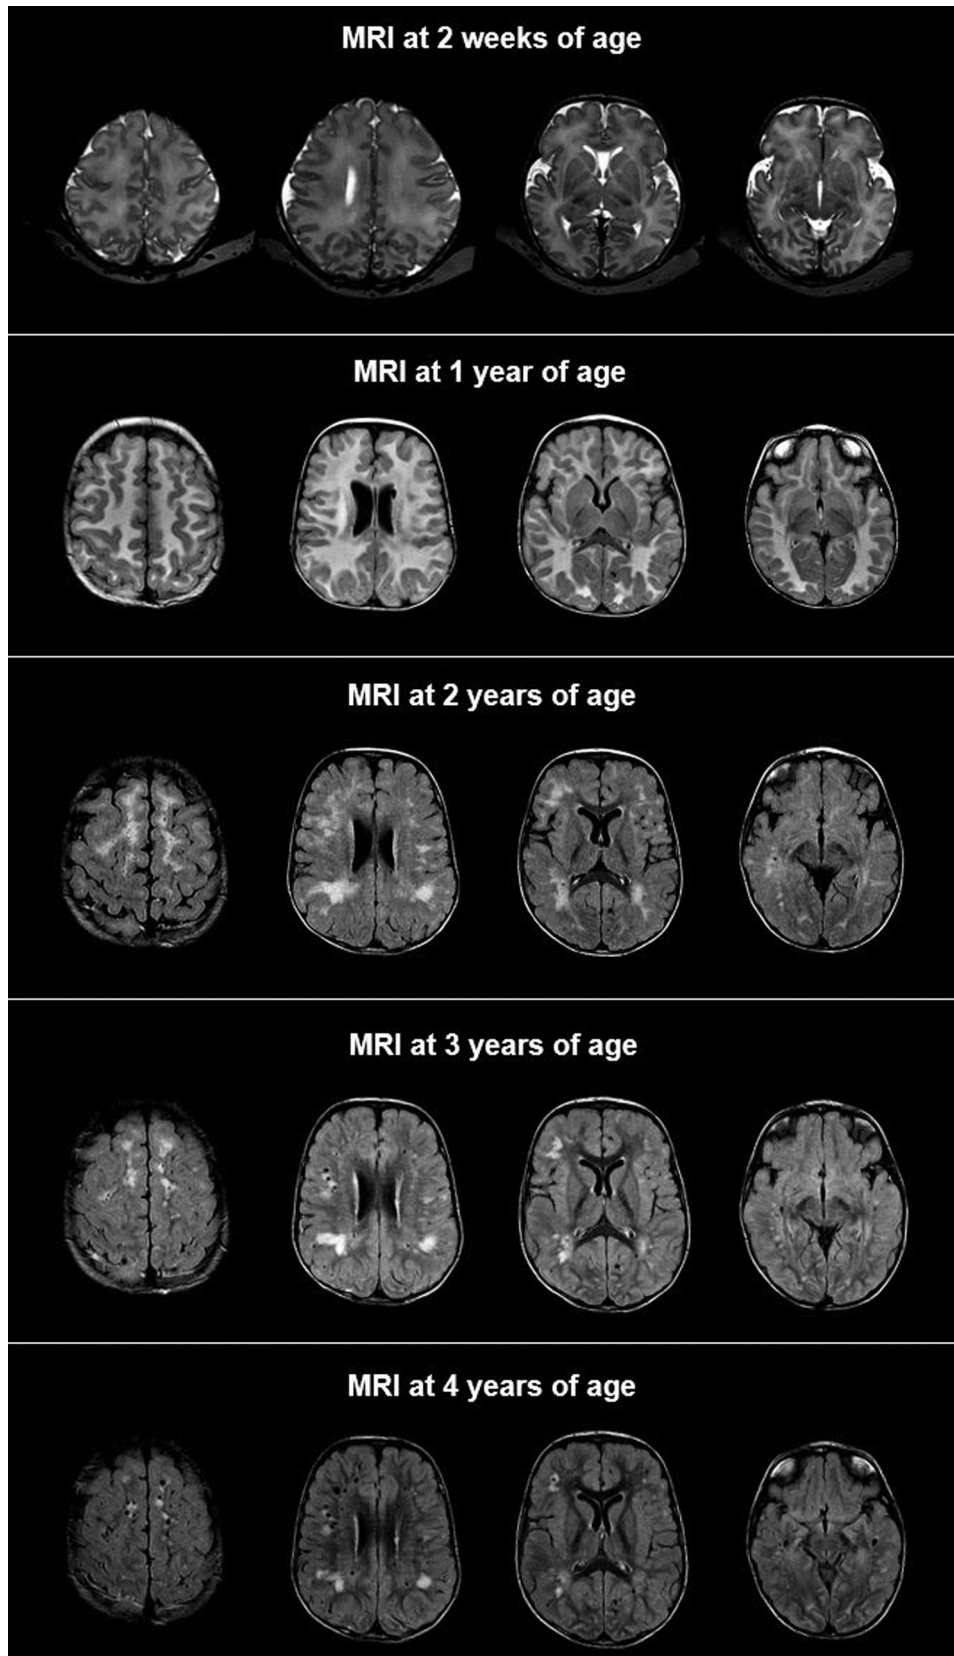 MRI at 2 weeks of age
MRI at 1 year of age
MRI at 2 years of age
MRI at 3 years of age
MRI at 4 years of age